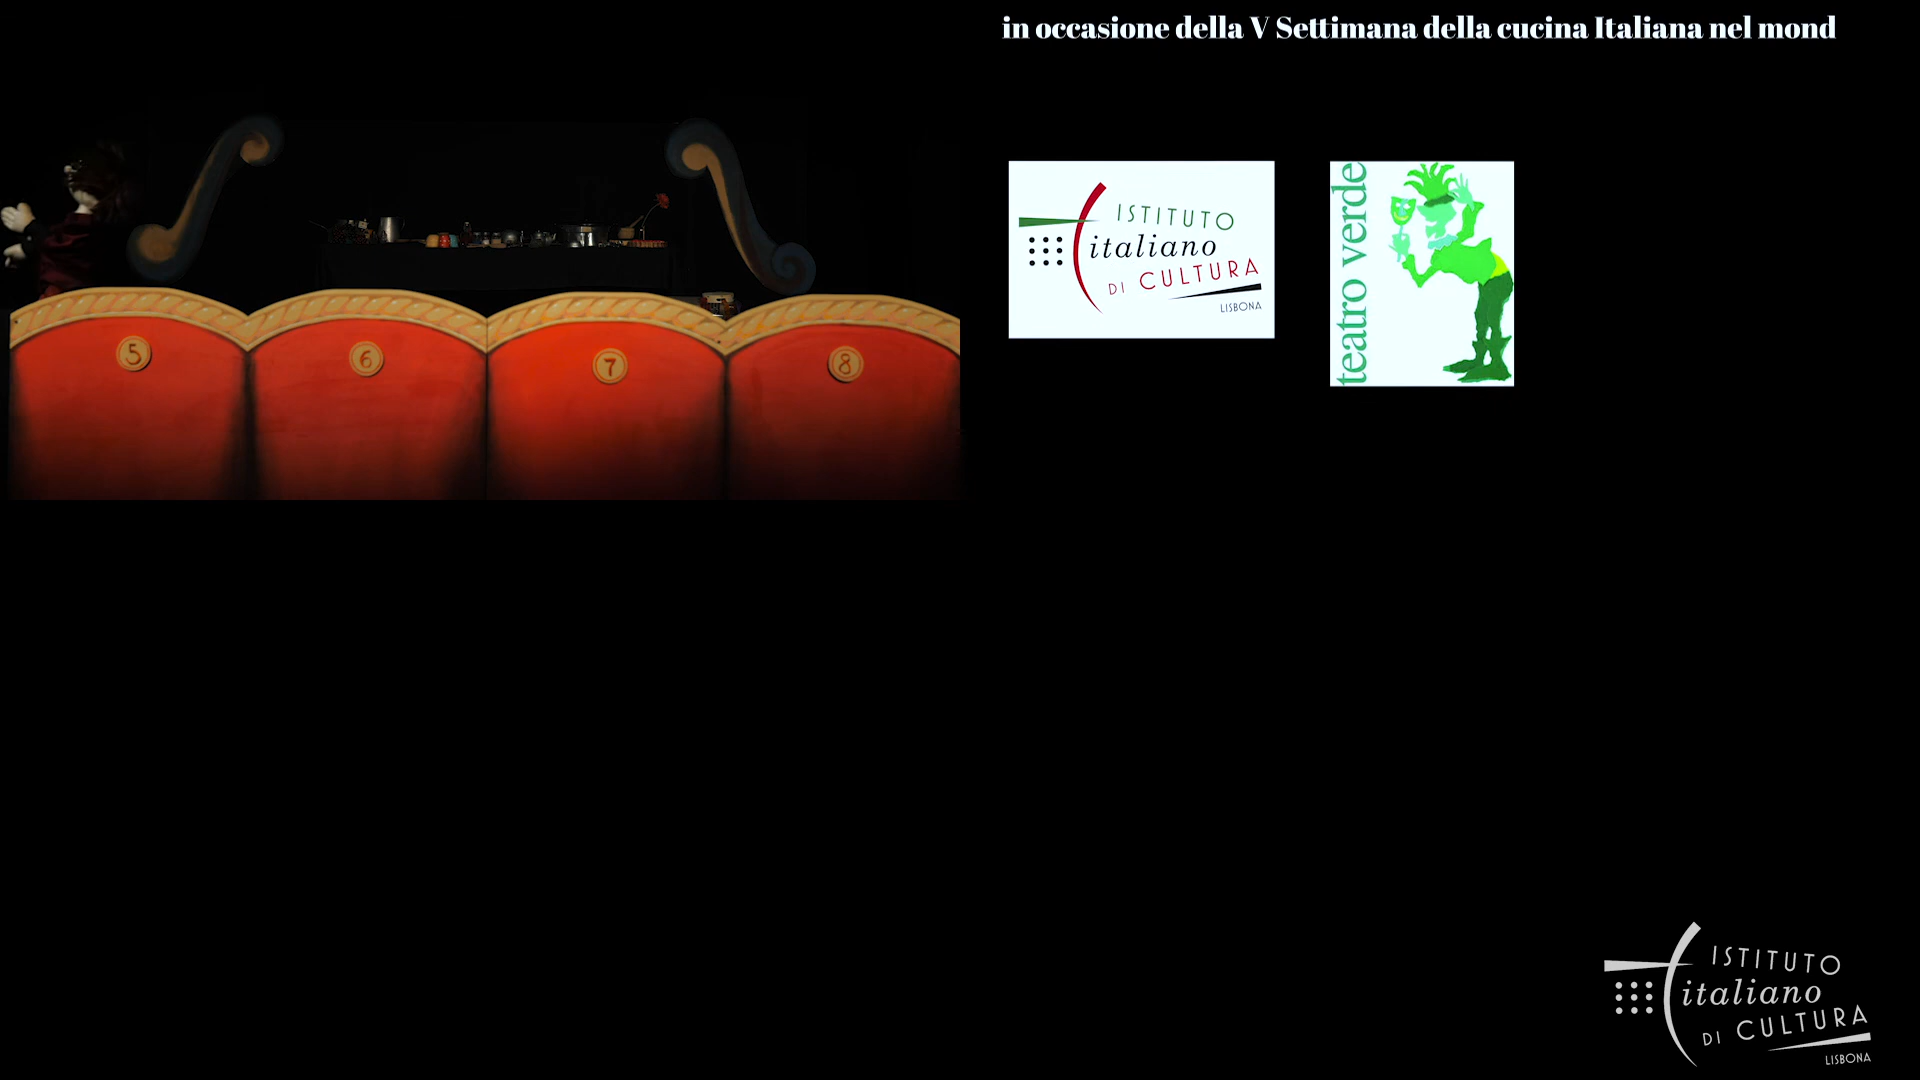 in occasione della V Settimana della cucina Italiana nel mond
ISTITUTO
italiano
DI CULTURA
LISBONA
teatro verde
5
6
7
8
ISTITUTO
italiano
DI CULTURA
LISBONA